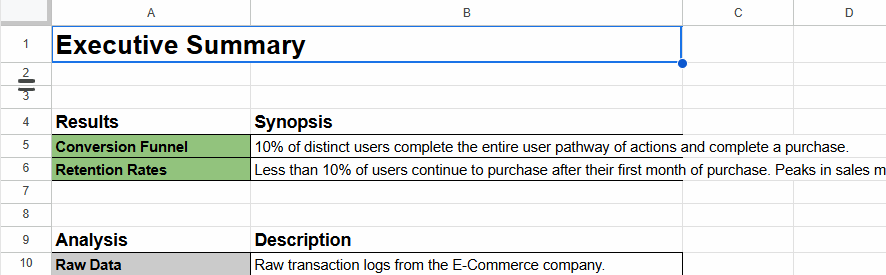 A B C D
1 Executive Summary
2
3
4 Results Synopsis
5 Conversion Funnel 10% of distinct users complete the entire user pathway of actions and complete a purchase.
6 Retention Rates Less than 10% of users continue to purchase after their first month of purchase. Peaks in sales m
7
8
9 Analysis Description
10 Raw Data Raw transaction logs from the E-Commerce company.